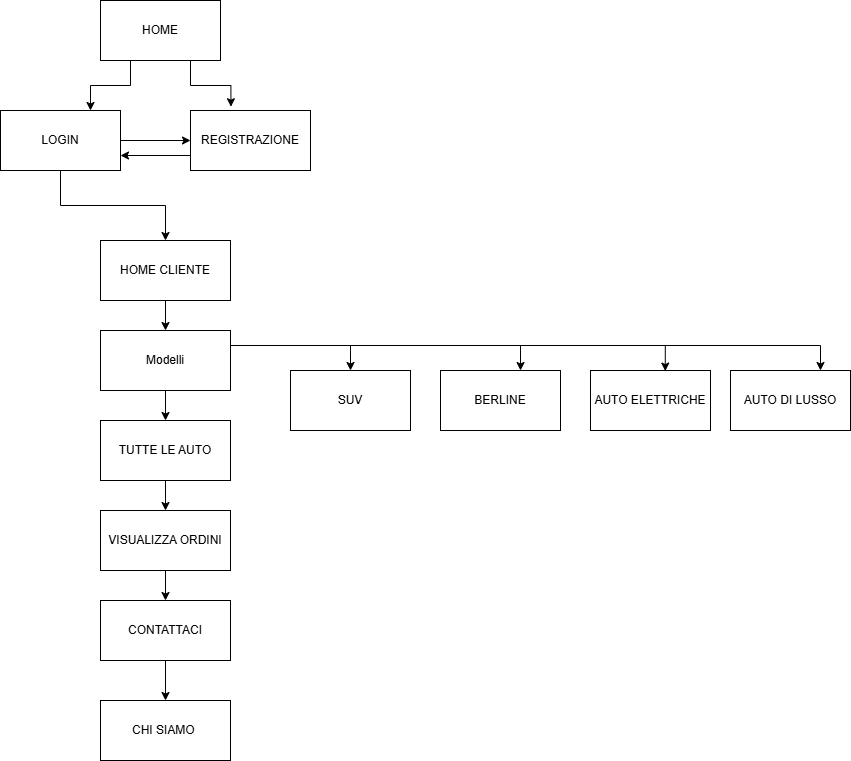 HOME
LOGIN
REGISTRAZIONE
HOME CLIENTE
Modelli
SUV
BERLINE
AUTO ELETTRICHE
AUTO DI LUSSO
TUTTE LE AUTO
VISUALIZZA ORDINI
CONTATTACI
CHI SIAMO